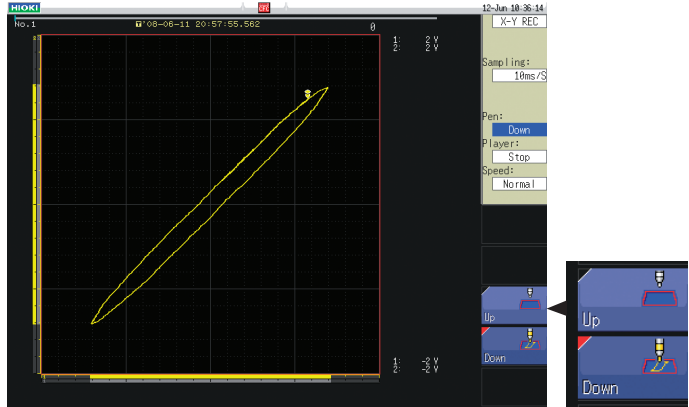 HIOKI
CF
12-Jun 10:36:14
No.1
T'08-06-11 20:57:55.562
0
X-Y REC
1: 2 V
2: 2 V
Sampling:
10ms/S
Pen:
Down
Player:
Stop
Speed:
Normal
Up
Down
1: -2 V
2: -2 V
Up
Down